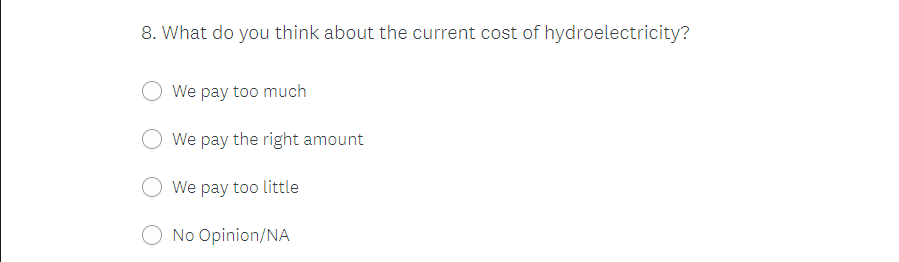 8. What do you think about the current cost of hydroelectricity?
We pay too much
We pay the right amount
We pay too little
No Opinion/NA